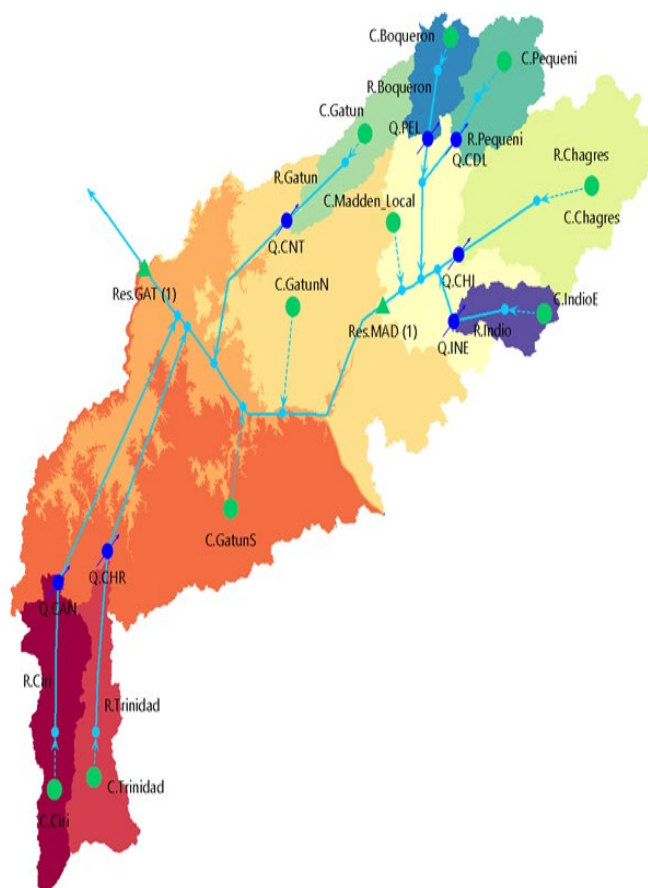 C.Boqueron
C.Pequeni
R.Boqueron
C.Gatun
Q.PEL
R.Pequeni
R.Chagres
Q.CDL
R.Gatun
C.Madden_Local
C.Chagres
Q.CNT
Q.CHI
C.GatunN
Res.GAT (1)
C.IndioE
Res.MAD (1)
R.Indio
Q.INE
C.GatunS
Q.CHR
Q.CAN
R.Ciri
R.Trinidad
C.Trinidad
C.Ciri